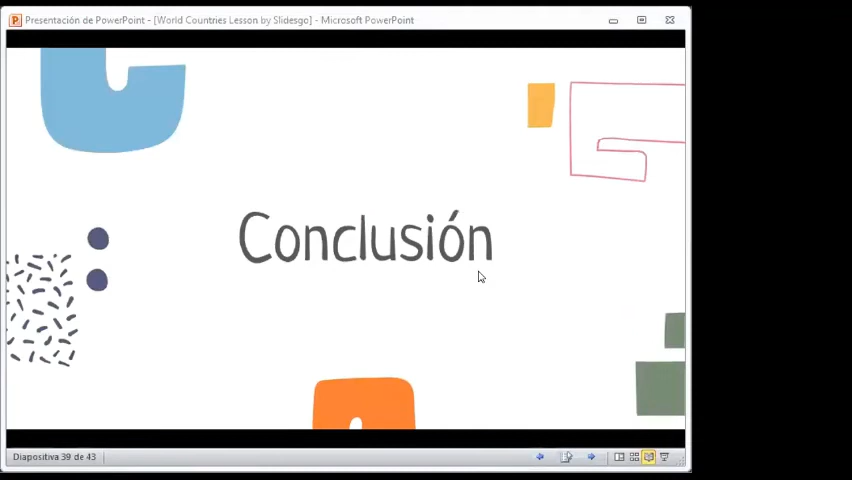 Presentación de PowerPoint - [World Countries Lesson by Slidesgo] - Microsoft PowerPoint
Conclusión
Diapositiva 39 de 43